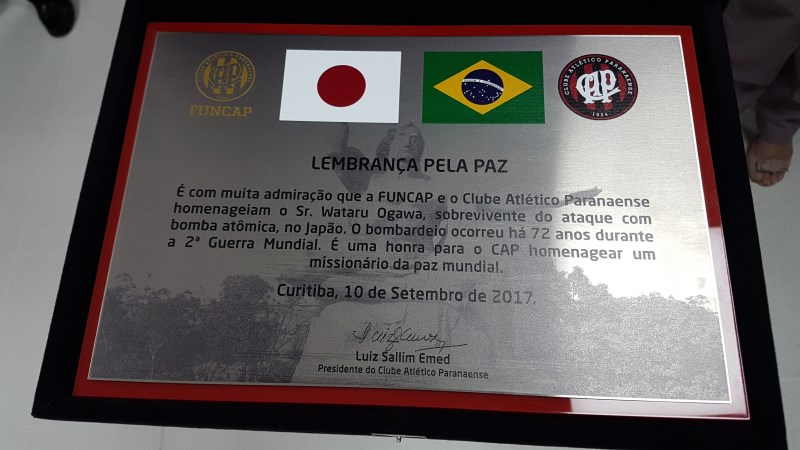 FUNCAP
CLUBE ATLÉTICO PARANAENSE
CAP
1924
LEMBRANÇA PELA PAZ
É com muita admiração que a FUNCAP e o Clube Atlético Paranaense
homenageiam o Sr. Wataru Ogawa, sobrevivente do ataque com
bomba atômica, no Japão. O bombardeio ocorreu há 72 anos durante
a 2ª Guerra Mundial. É uma honra para o CAP homenagear um
missionário da paz mundial.
Curitiba, 10 de Setembro de 2017.
Luiz Sallim Emed
Presidente do Clube Atlético Paranaense